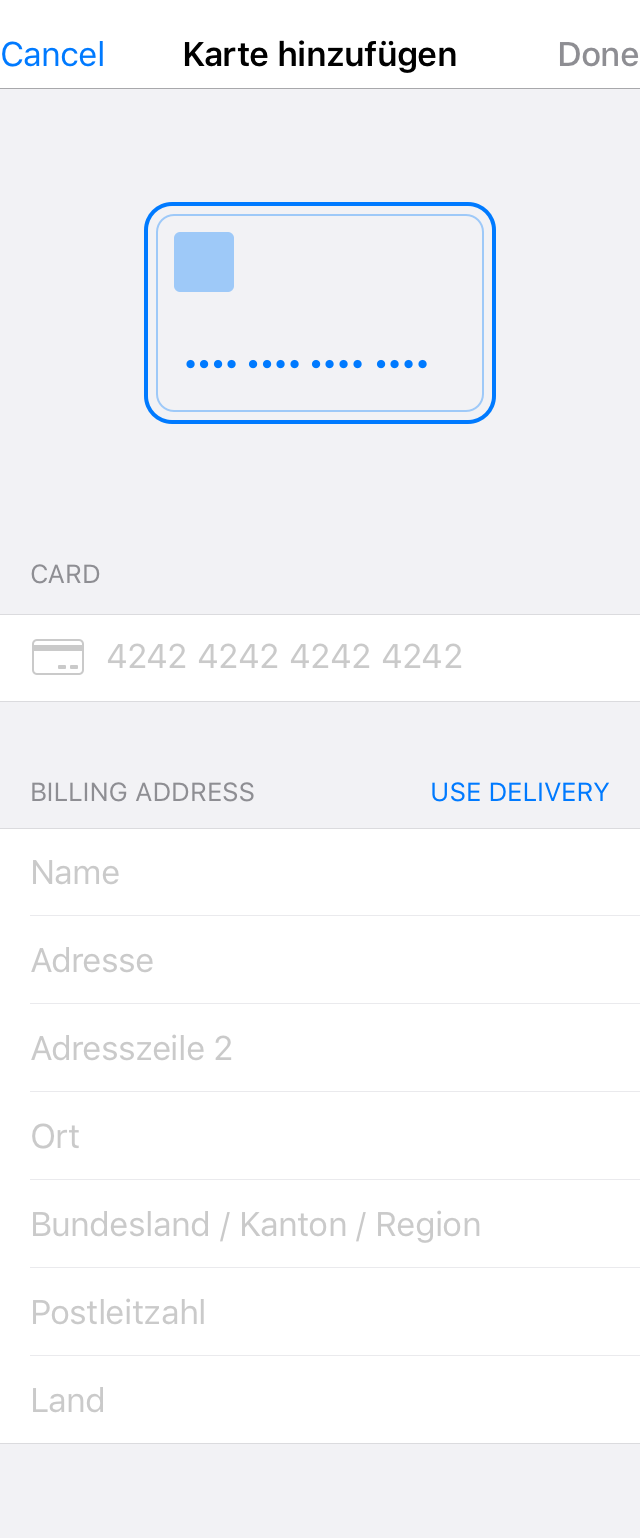 Cancel Karte hinzufügen Done
CARD
4242 4242 4242 4242
BILLING ADDRESS USE DELIVERY
Name
Adresse
Adresszeile 2
Ort
Bundesland / Kanton / Region
Postleitzahl
Land